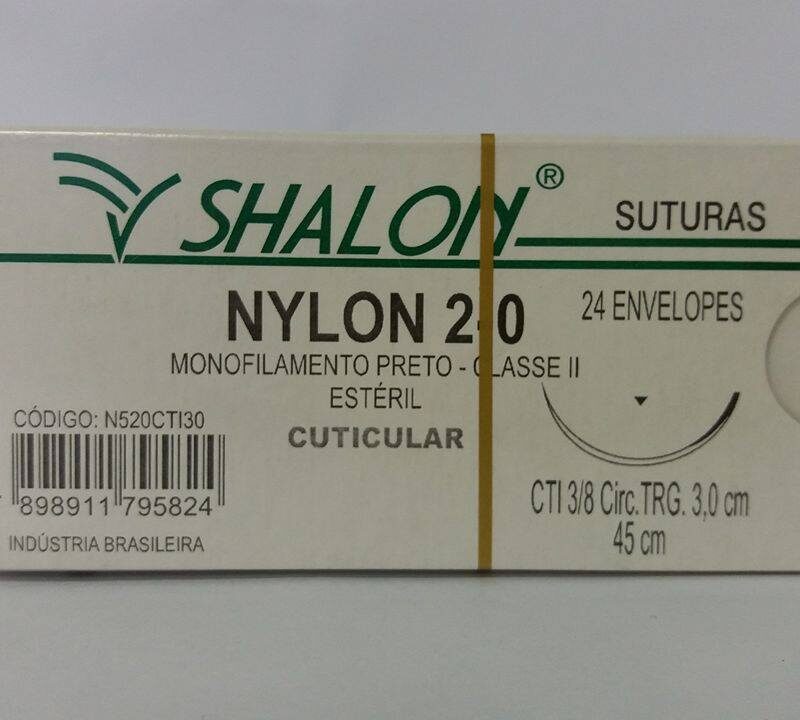 SHALON®
SUTURAS
NYLON 2-0
24 ENVELOPES
MONOFILAMENTO PRETO - CLASSE II
ESTÉRIL
CUTICULAR
CÓDIGO: N520CTI30
898911 795824
INDÚSTRIA BRASILEIRA
CTI 3/8 Circ.TRG. 3,0 cm
45 cm